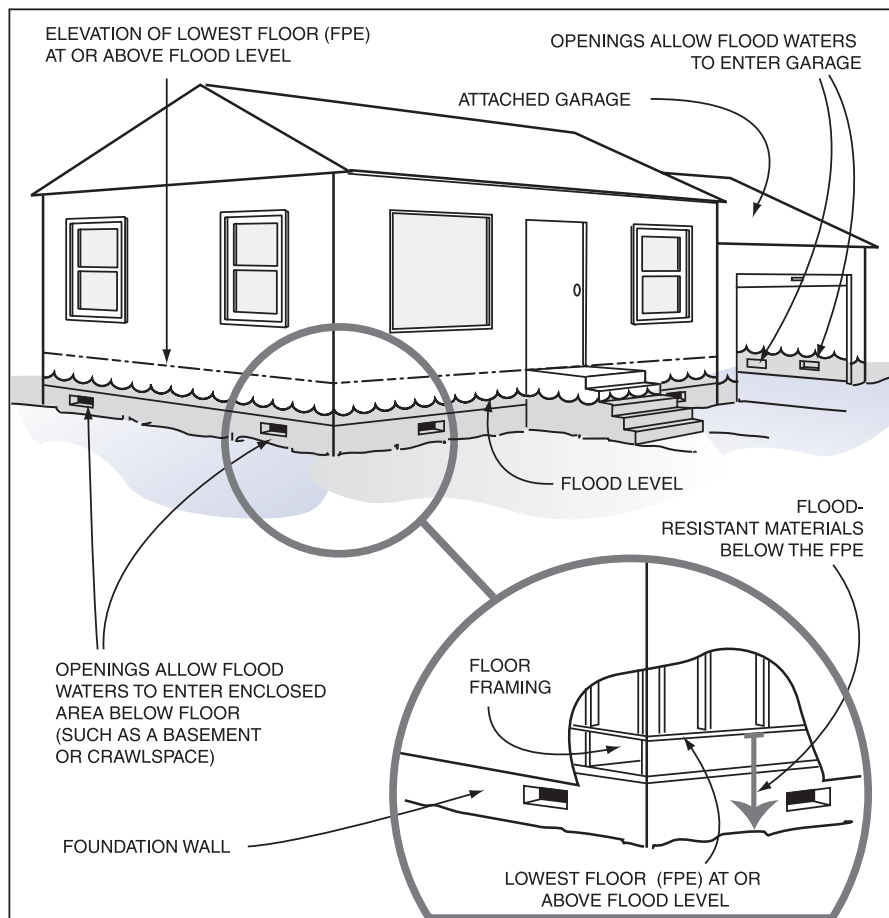 ELEVATION OF LOWEST FLOOR (FPE)
AT OR ABOVE FLOOD LEVEL
OPENINGS ALLOW FLOOD WATERS
TO ENTER GARAGE
ATTACHED GARAGE
FLOOD LEVEL
FLOOD-
RESISTANT MATERIALS
BELOW THE FPE
OPENINGS ALLOW FLOOD
WATERS TO ENTER ENCLOSED
AREA BELOW FLOOR
(SUCH AS A BASEMENT
OR CRAWLSPACE)
FLOOR
FRAMING
FOUNDATION WALL
LOWEST FLOOR (FPE) AT OR
ABOVE FLOOD LEVEL